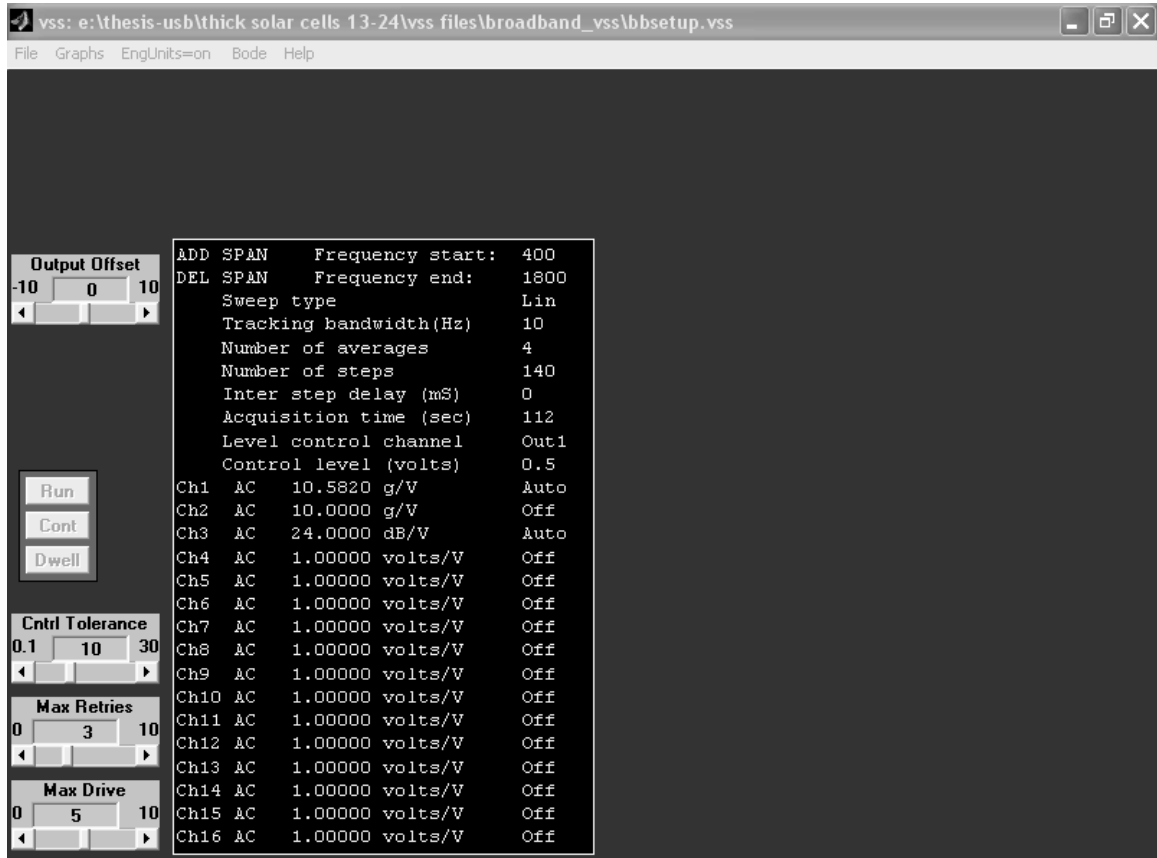 vss: e:\thesis-usb\thick solar cells 13-24\vss files\broadband_vss\bbsetup.vss
File Graphs EngUnits=on Bode Help
Output Offset
-10 0 10
Run
Cont
Dwell
Cntrl Tolerance
0.1 10 30
Max Retries
0 3 10
Max Drive
0 5 10
ADD SPAN Frequency start: 400
DEL SPAN Frequency end: 1800
Sweep type Lin
Tracking bandwidth(Hz) 10
Number of averages 4
Number of steps 140
Inter step delay (mS) 0
Acquisition time (sec) 112
Level control channel Out1
Control level (volts) 0.5
Ch1 AC 10.5820 g/V Auto
Ch2 AC 10.0000 g/V Off
Ch3 AC 24.0000 dB/V Auto
Ch4 AC 1.00000 volts/V Off
Ch5 AC 1.00000 volts/V Off
Ch6 AC 1.00000 volts/V Off
Ch7 AC 1.00000 volts/V Off
Ch8 AC 1.00000 volts/V Off
Ch9 AC 1.00000 volts/V Off
Ch10 AC 1.00000 volts/V Off
Ch11 AC 1.00000 volts/V Off
Ch12 AC 1.00000 volts/V Off
Ch13 AC 1.00000 volts/V Off
Ch14 AC 1.00000 volts/V Off
Ch15 AC 1.00000 volts/V Off
Ch16 AC 1.00000 volts/V Off